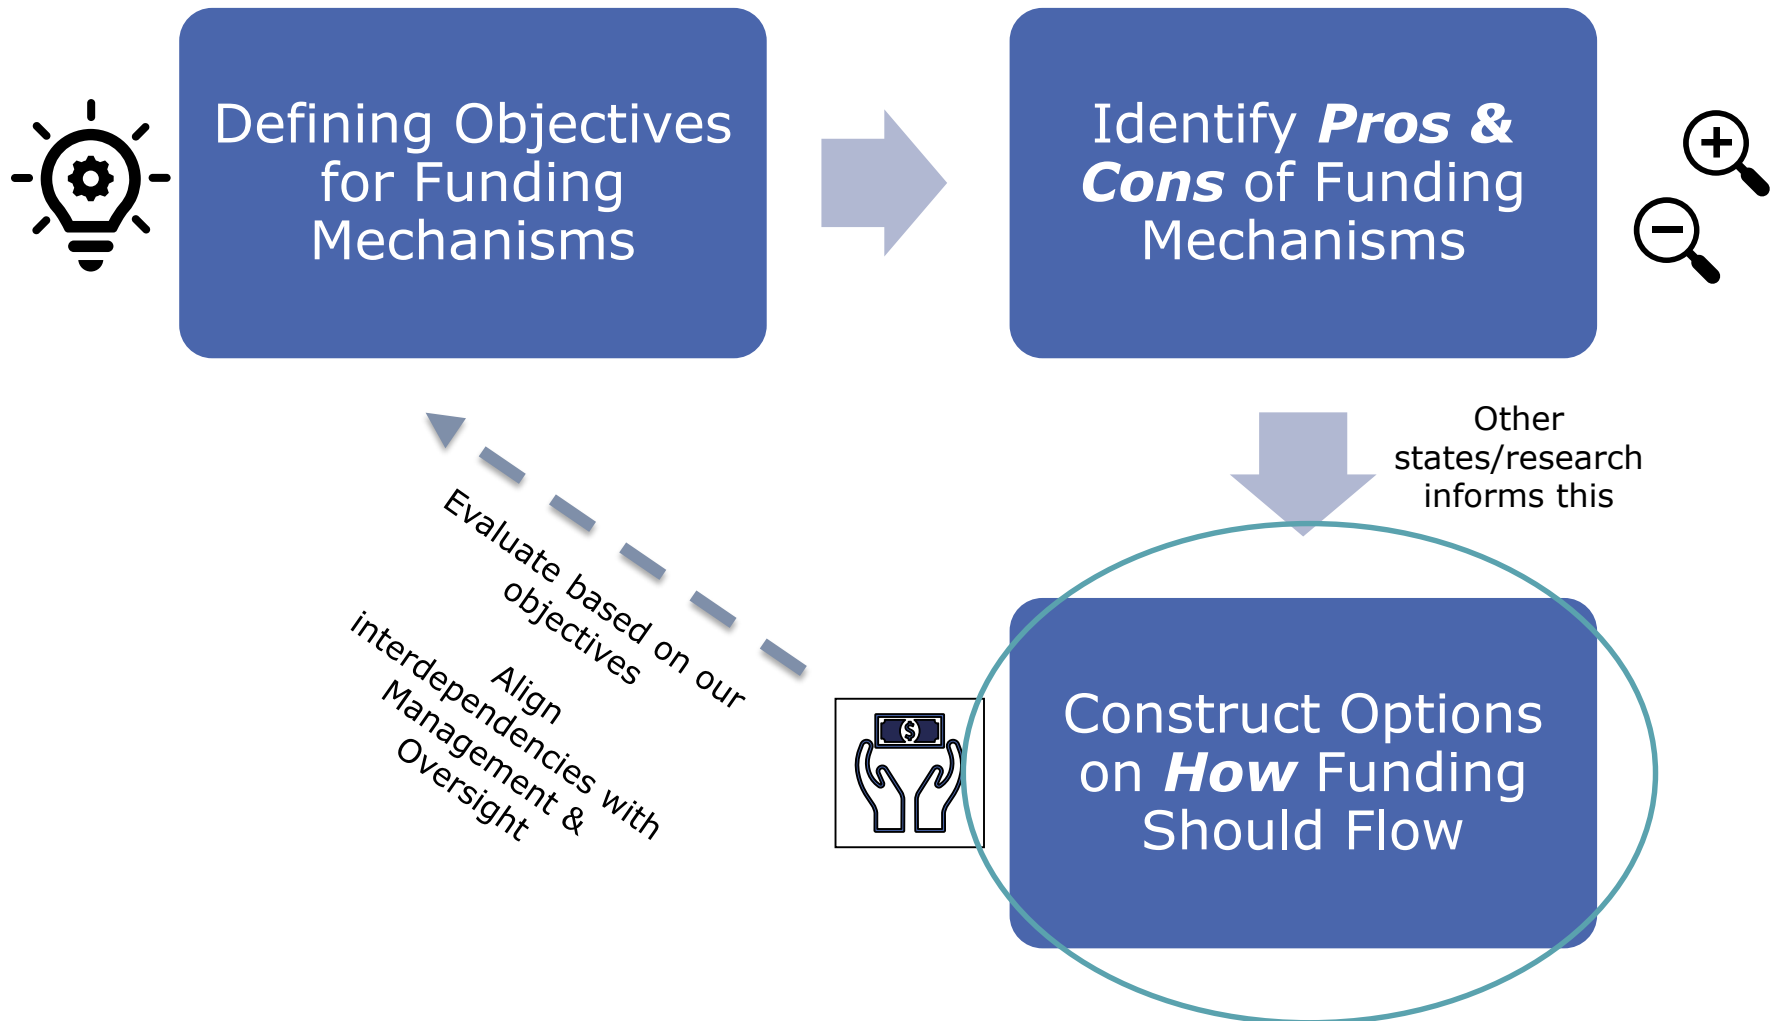 Defining Objectives
for Funding
Mechanisms
Identify Pros &
Cons of Funding
Mechanisms
Other
states/research
informs this
Evaluate based on our
objectives
Align
interdependencies with
Management &
Oversight
$
Construct Options
on How Funding
Should Flow